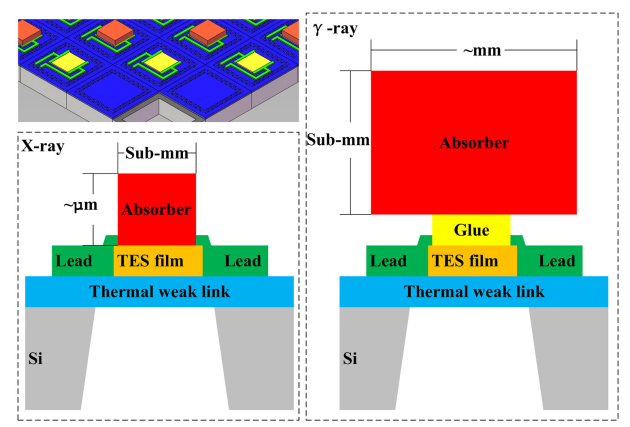 X-ray
Sub-mm
~μm
Absorber
Lead
TES film
Lead
Thermal weak link
Si
γ-ray
~mm
Sub-mm
Absorber
Glue
Lead
TES film
Lead
Thermal weak link
Si